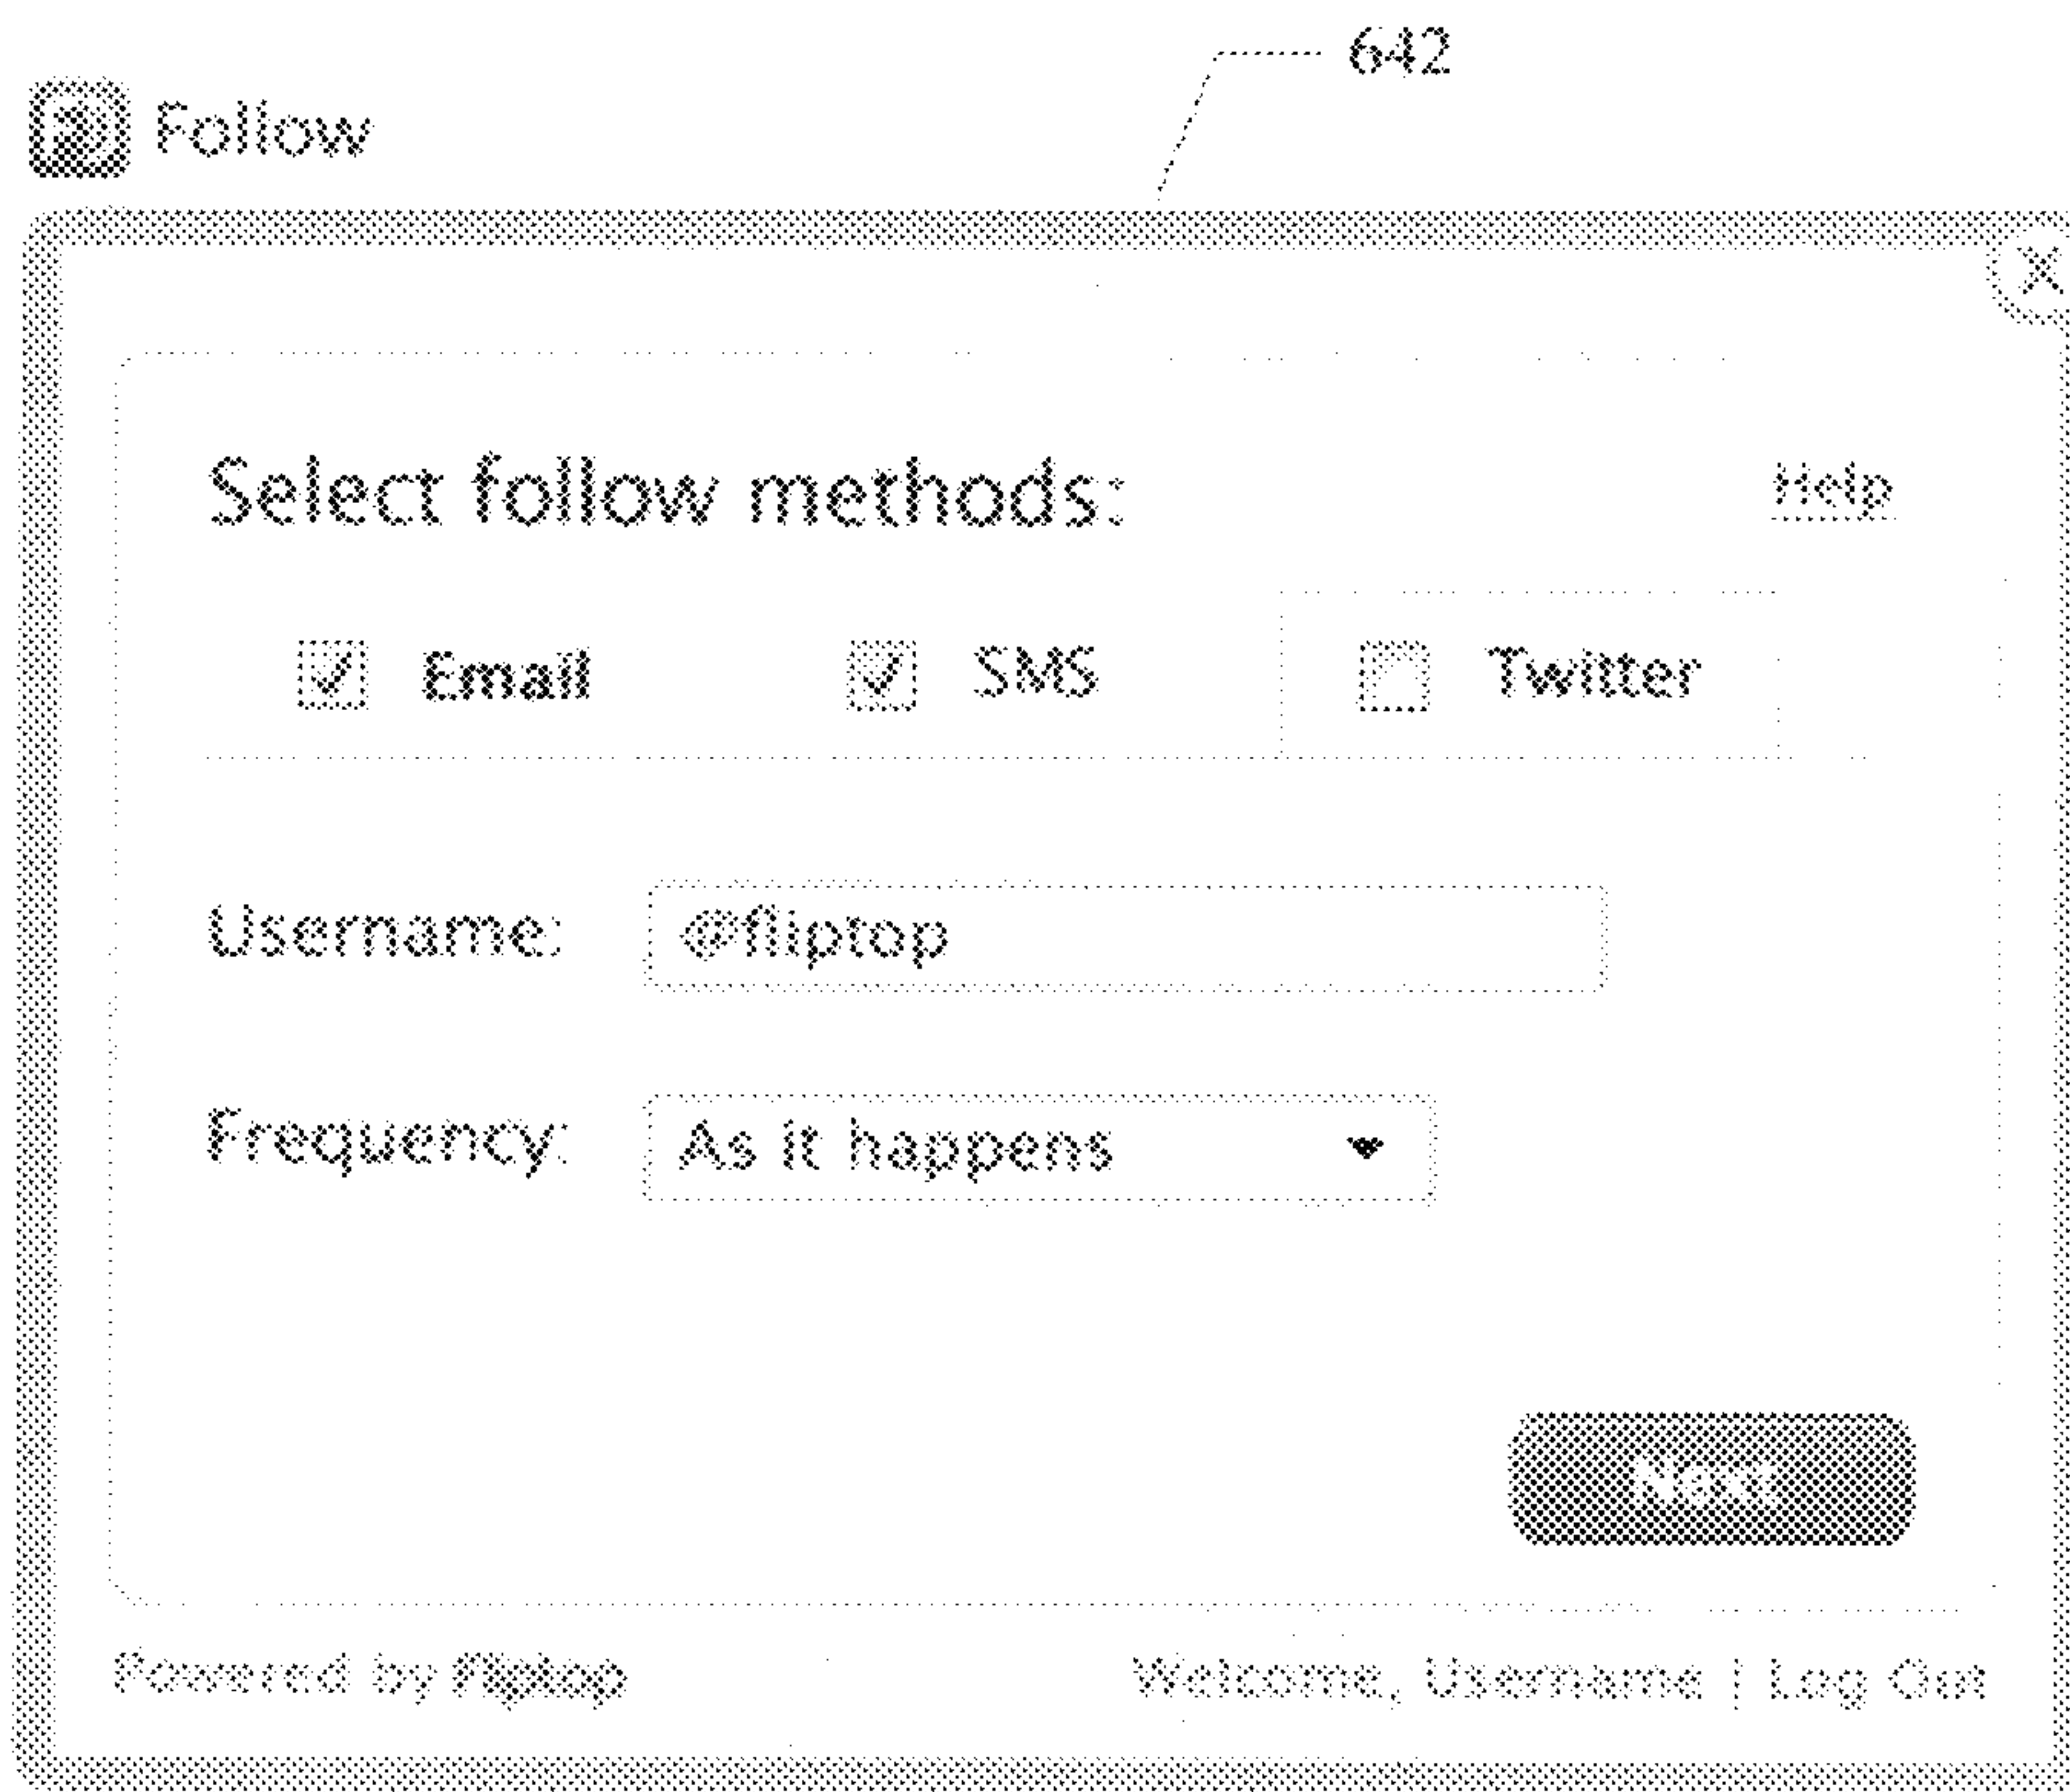 642
Follow
X
Select follow methods: Help
Email SMS Twitter
Username: @fliptop
Frequency: As it happens
Next
Powered by fliptop Welcome, Username | Log Out